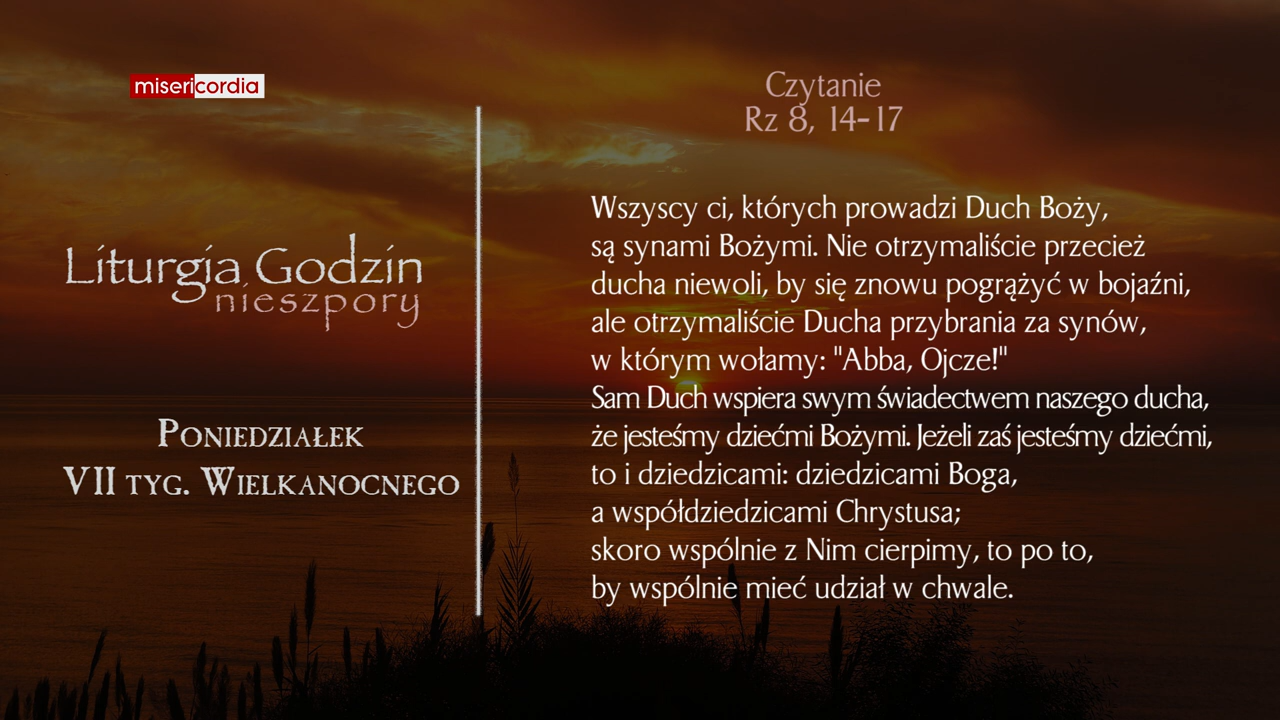 misericordia
Liturgia Godzin
nieszpory
Poniedziałek
VII tyg. Wielkanocnego
Czytanie
Rz 8, 14-17
Wszyscy ci, których prowadzi Duch Boży,
są synami Bożymi. Nie otrzymaliście przecież
ducha niewoli, by się znowu pogrążyć w bojaźni,
ale otrzymaliście Ducha przybrania za synów,
w którym wołamy: "Abba, Ojcze!"
Sam Duch wspiera swym świadectwem naszego ducha,
że jesteśmy dziećmi Bożymi. Jeżeli zaś jesteśmy dziećmi,
to i dziedzicami: dziedzicami Boga,
a współdziedzicami Chrystusa;
skoro wspólnie z Nim cierpimy, to po to,
by wspólnie mieć udział w chwale.